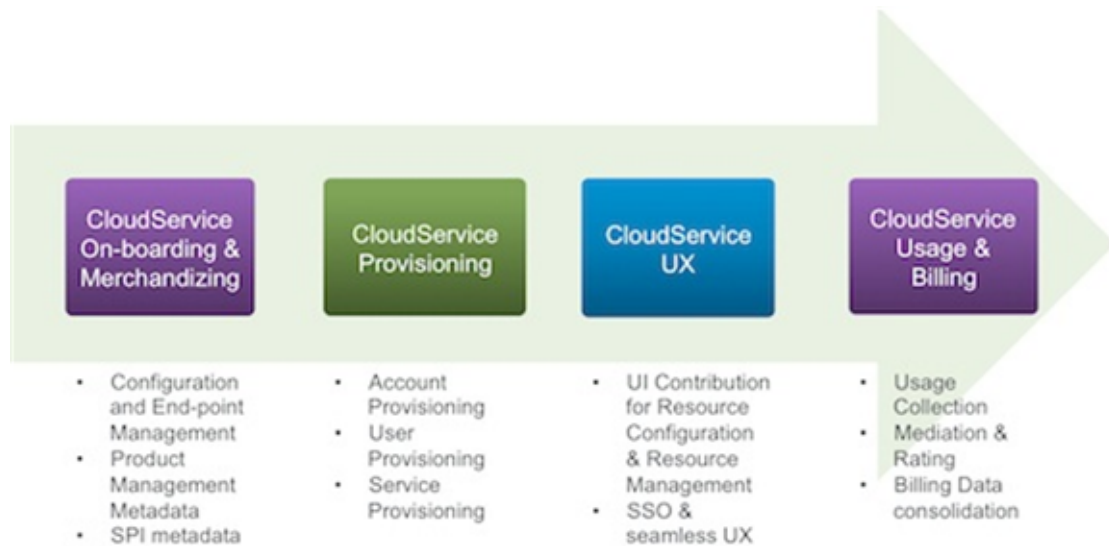 CloudService
On-boarding &
Merchandizing
CloudService
Provisioning
CloudService
UX
CloudService
Usage &
Billing
• Configuration
and End-point
Management
• Product
Management
Metadata
• SPI metadata
• Account
Provisioning
• User
Provisioning
• Service
Provisioning
• UI Contribution
for Resource
Configuration
& Resource
Management
• SSO &
seamless UX
• Usage
Collection
• Mediation &
Rating
• Billing Data
consolidation